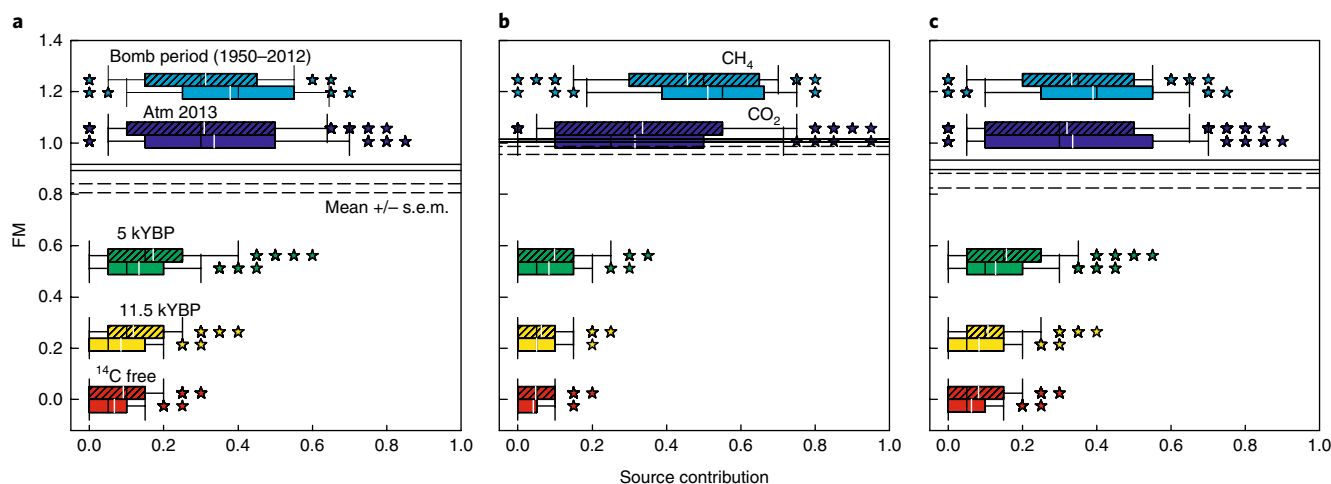 a
b
c
1.4
1.2
1.0
0.8
0.6
0.4
0.2
0.0
FM
Bomb period (1950–2012)
Atm 2013
Mean +/– s.e.m.
5 kYBP
11.5 kYBP
14C free
CH4
CO2
0.0 0.2 0.4 0.6 0.8 1.0
0.0 0.2 0.4 0.6 0.8 1.0
0.0 0.2 0.4 0.6 0.8 1.0
Source contribution